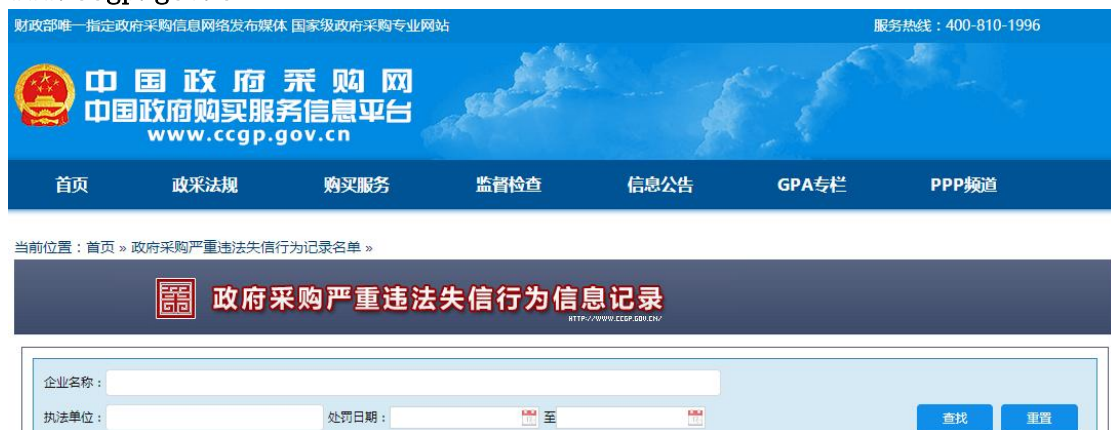 财政部唯一指定政府采购信息网络发布媒体 国家级政府采购专业网站 服务热线：400-810-1996
中国政府采购网
中国政府购买服务信息平台
www.ccgp.gov.cn
首页 政采法规 购买服务 监督检查 信息公告 GPA专栏 PPP频道
当前位置：首页 » 政府采购严重违法失信行为记录名单 »
政府采购严重违法失信行为信息记录
HTTP://WWW.CCGP.GOV.CN/
企业名称：
执法单位： 处罚日期： 至 查找 重置